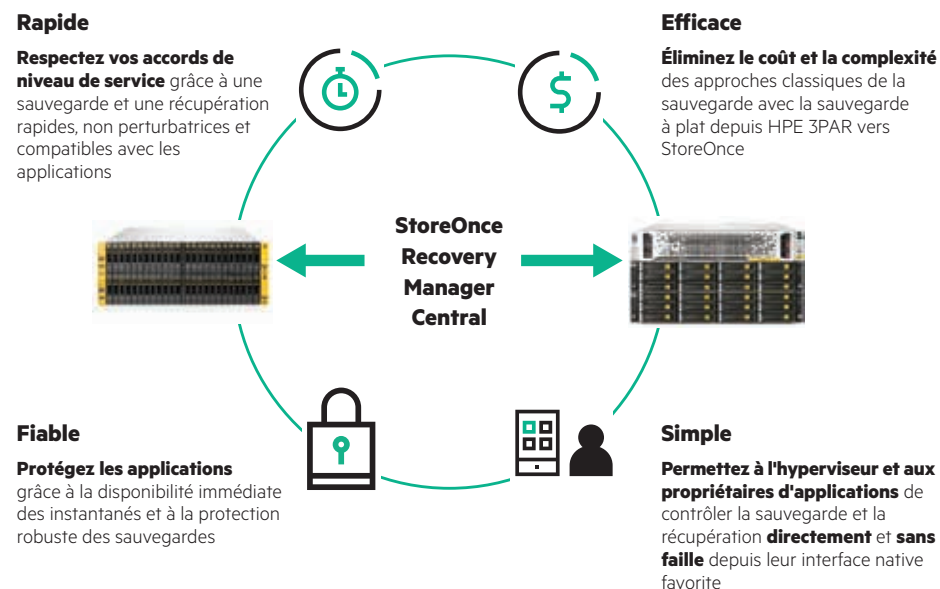 Rapide
Respectez vos accords de
niveau de service grâce à une
sauvegarde et une récupération
rapides, non perturbatrices et
compatibles avec les
applications
Efficace
Éliminez le coût et la complexité
des approches classiques de la
sauvegarde avec la sauvegarde
à plat depuis HPE 3PAR vers
StoreOnce
$
StoreOnce
Recovery
Manager
Central
Fiable
Protégez les applications
grâce à la disponibilité immédiate
des instantanés et à la protection
robuste des sauvegardes
Simple
Permettez à l'hyperviseur et aux
propriétaires d'applications de
contrôler la sauvegarde et la
récupération directement et sans
faille depuis leur interface native
favorite